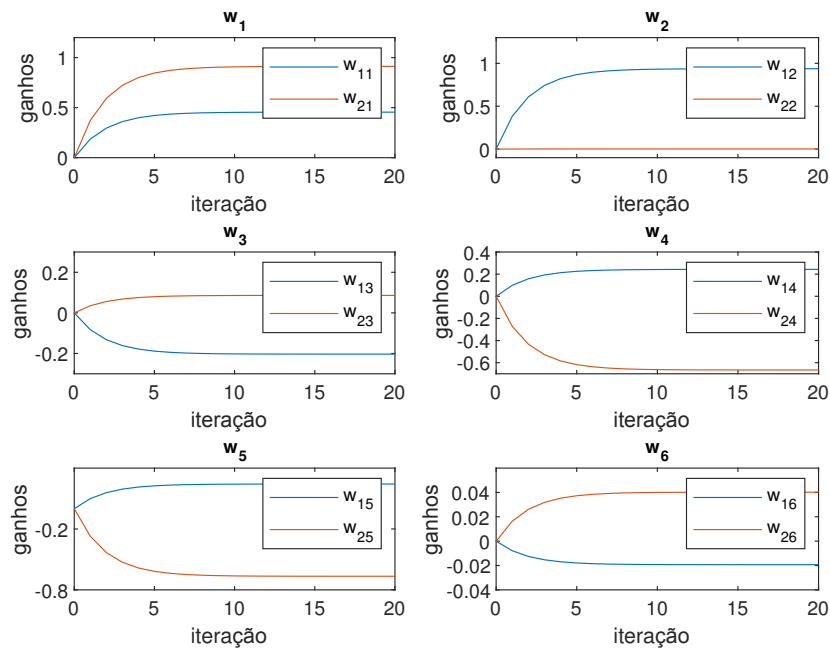 w1
1
0.5
0
ganhos
w11
w21
0
5
10
15
20
iteração
w2
1
0.5
0
ganhos
w12
w22
0
5
10
15
20
iteração
w3
0.2
0
-0.2
ganhos
w13
w23
0
5
10
15
20
iteração
w4
0.4
0.2
0
-0.2
-0.4
-0.6
ganhos
w14
w24
0
5
10
15
20
iteração
w5
-0.2
-0.8
ganhos
w15
w25
0
5
10
15
20
iteração
w6
0.04
0.02
0
-0.02
-0.04
ganhos
w16
w26
0
5
10
15
20
iteração